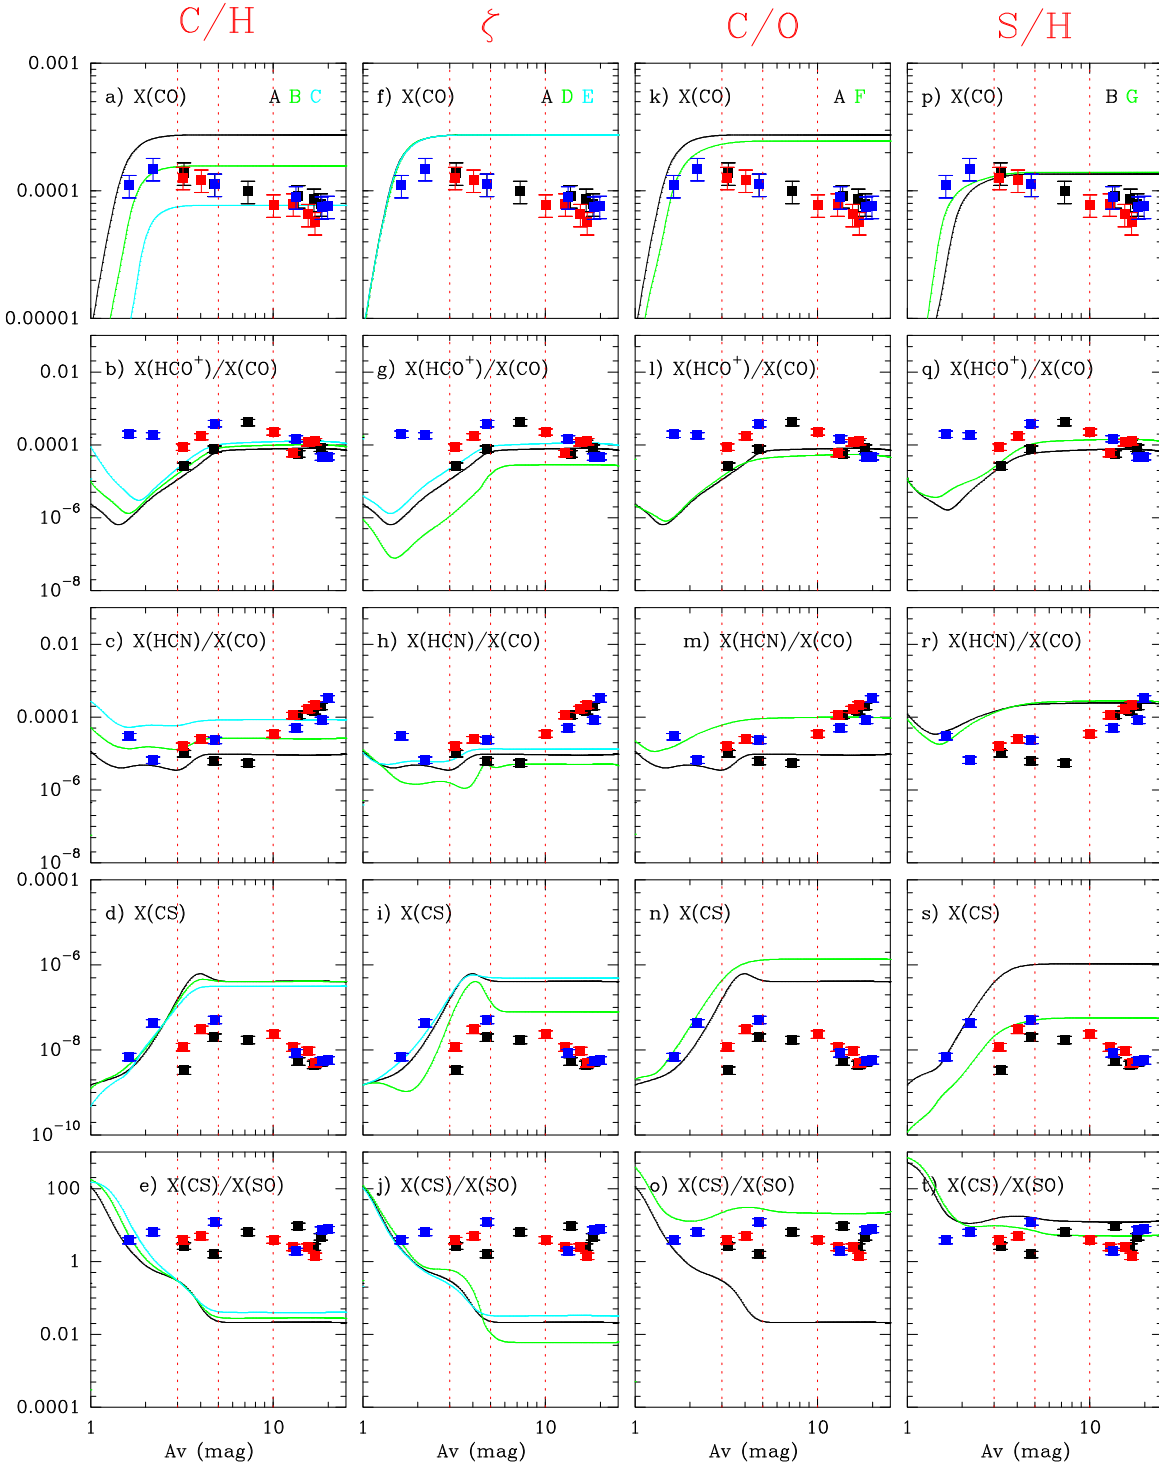 C/H ζ C/O S/H
0.001
a) X(CO) A B C
f) X(CO) A D E
k) X(CO) A F
p) X(CO) B G
0.0001
0.00001
b) X(HCO⁺)/X(CO)
g) X(HCO⁺)/X(CO)
l) X(HCO⁺)/X(CO)
q) X(HCO⁺)/X(CO)
0.01
0.0001
10⁻⁶
10⁻⁸
c) X(HCN)/X(CO)
h) X(HCN)/X(CO)
m) X(HCN)/X(CO)
r) X(HCN)/X(CO)
0.01
0.0001
10⁻⁶
10⁻⁸
0.0001
d) X(CS)
i) X(CS)
n) X(CS)
s) X(CS)
10⁻⁶
10⁻⁸
10⁻¹⁰
e) X(CS)/X(SO)
j) X(CS)/X(SO)
o) X(CS)/X(SO)
t) X(CS)/X(SO)
100
1
0.01
0.0001
1 10 1 10 1 10 1 10
Av (mag) Av (mag) Av (mag) Av (mag)